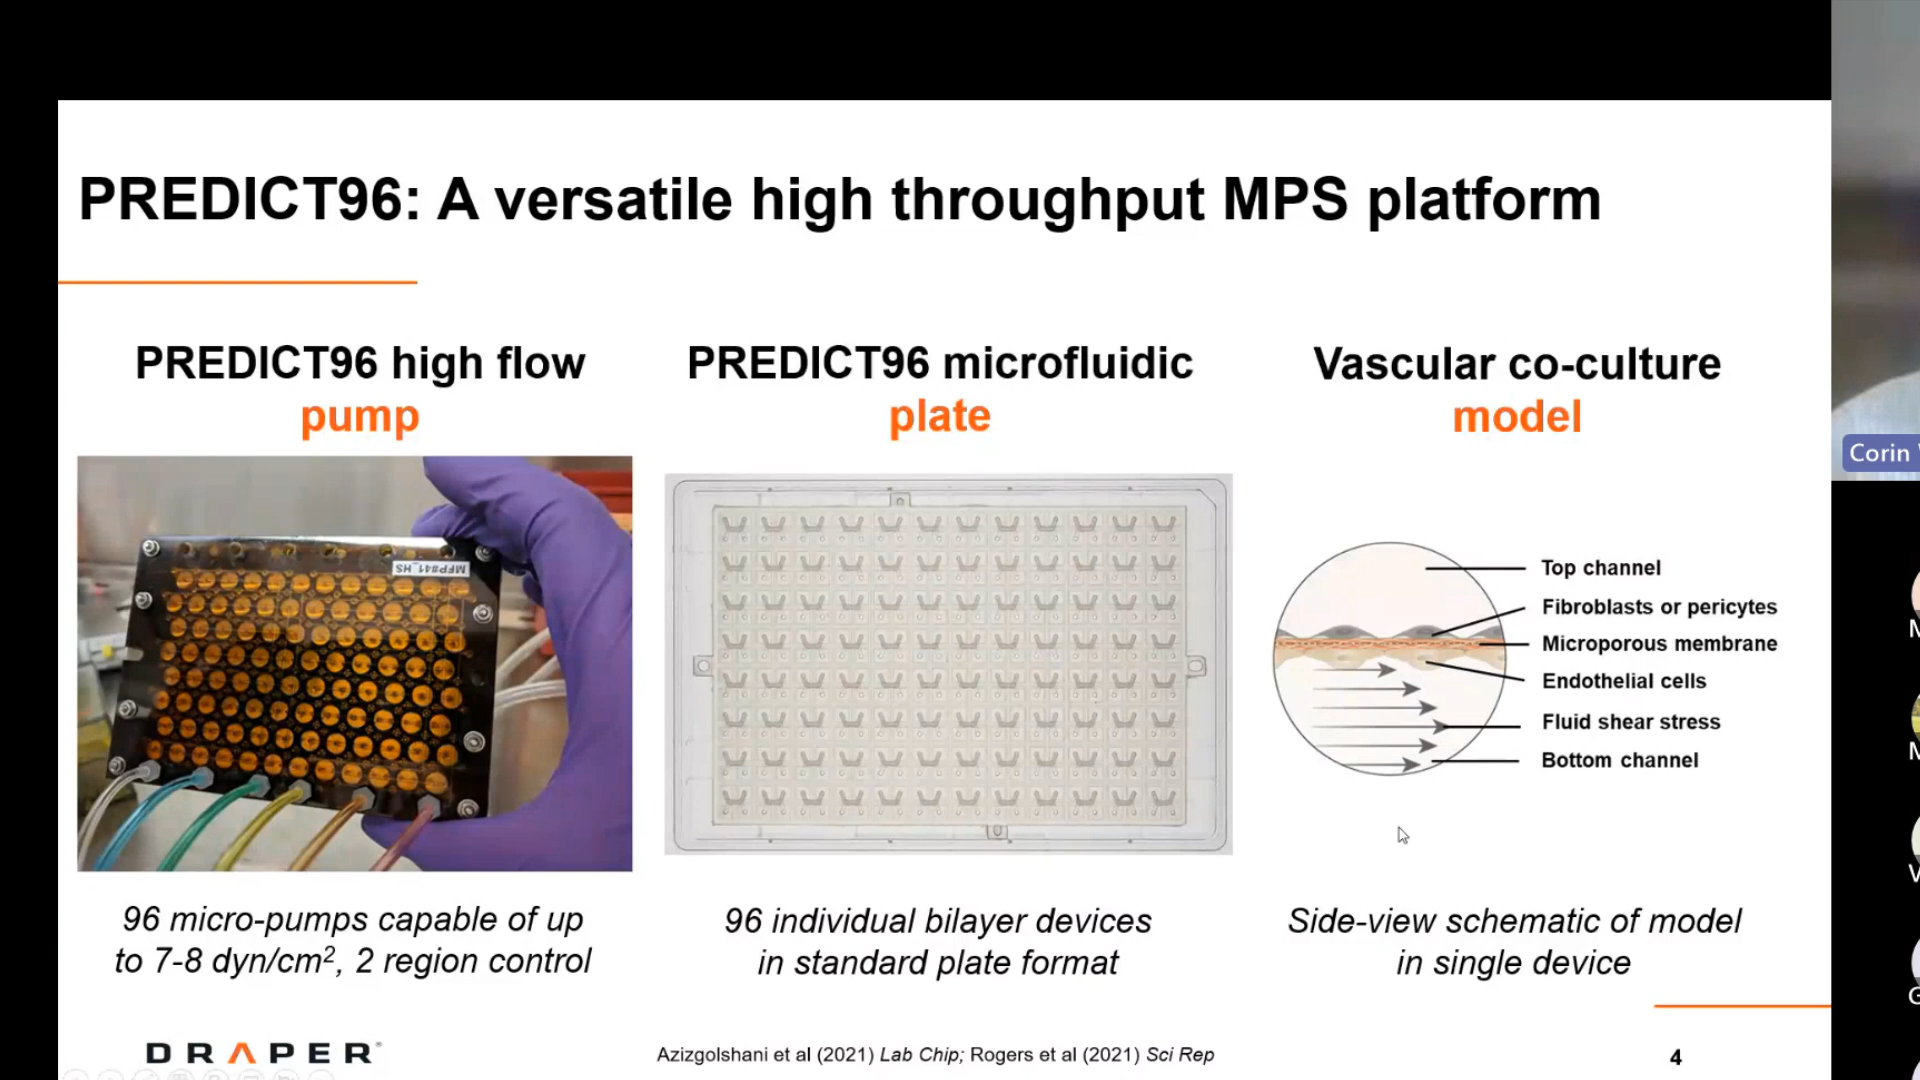 PREDICT96: A versatile high throughput MPS platform
PREDICT96 high flow
pump
PREDICT96 microfluidic
plate
Vascular co-culture
model
MFP#41_HS
Top channel
Fibroblasts or pericytes
Microporous membrane
Endothelial cells
Fluid shear stress
Bottom channel
96 micro-pumps capable of up
to 7-8 dyn/cm², 2 region control
96 individual bilayer devices
in standard plate format
Side-view schematic of model
in single device
DRAPER®
Azizgolshani et al (2021) Lab Chip; Rogers et al (2021) Sci Rep
4
Corin